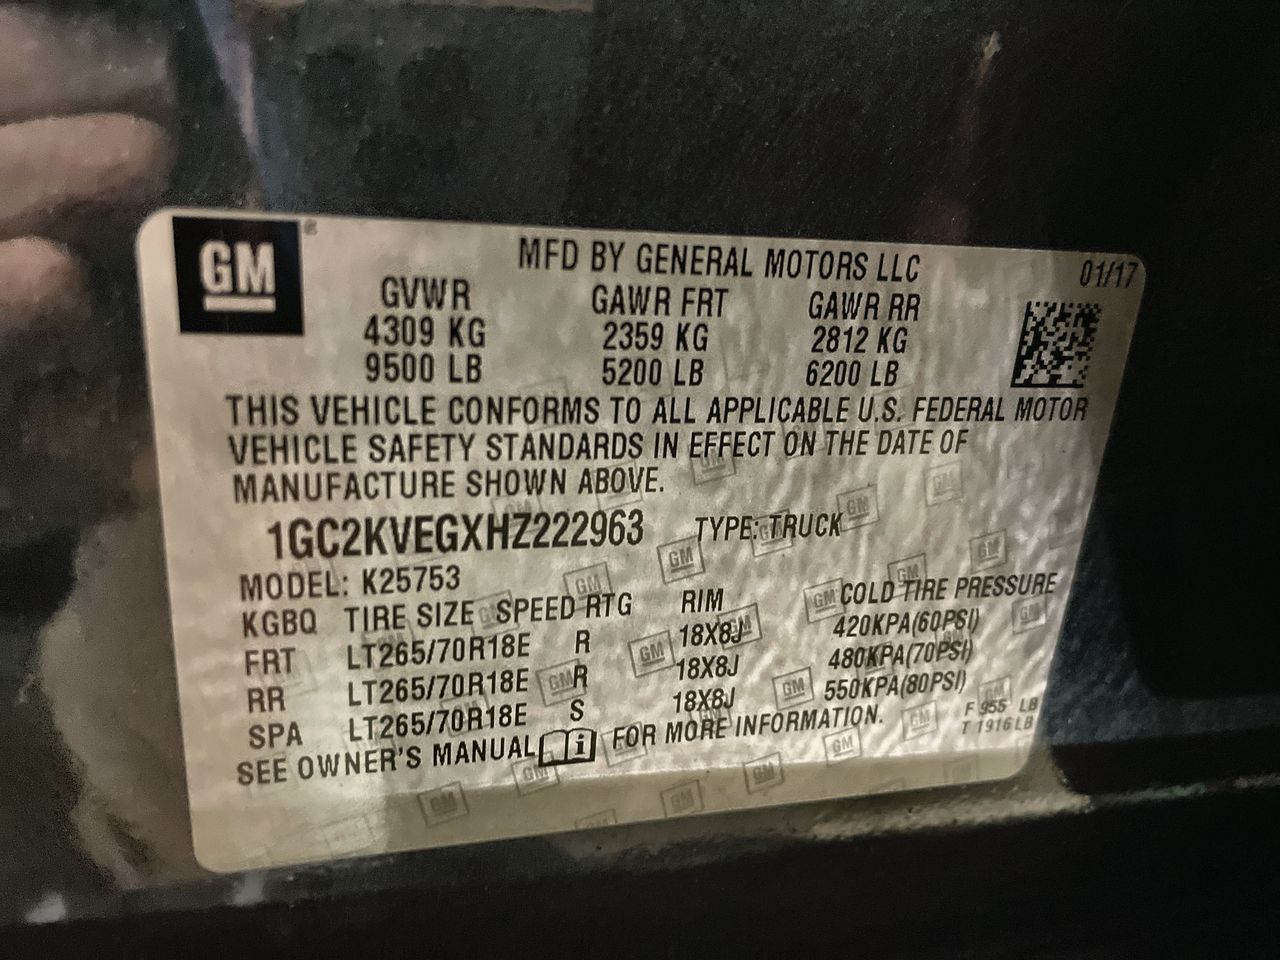 GM ®
MFD BY GENERAL MOTORS LLC 01/17
GVWR GAWR FRT GAWR RR
4309 KG 2359 KG 2812 KG
9500 LB 5200 LB 6200 LB
THIS VEHICLE CONFORMS TO ALL APPLICABLE U.S. FEDERAL MOTOR
VEHICLE SAFETY STANDARDS IN EFFECT ON THE DATE OF
MANUFACTURE SHOWN ABOVE.
1GC2KVEGXHZ222963 TYPE: TRUCK
MODEL: K25753
KGBQ TIRE SIZE SPEED RTG RIM COLD TIRE PRESSURE
FRT LT265/70R18E R 18X8J 420KPA(60PSI)
RR LT265/70R18E R 18X8J 480KPA(70PSI)
SPA LT265/70R18E S 18X8J 550KPA(80PSI)
SEE OWNER'S MANUAL i FOR MORE INFORMATION.
F 955 LB
T 1916 LB